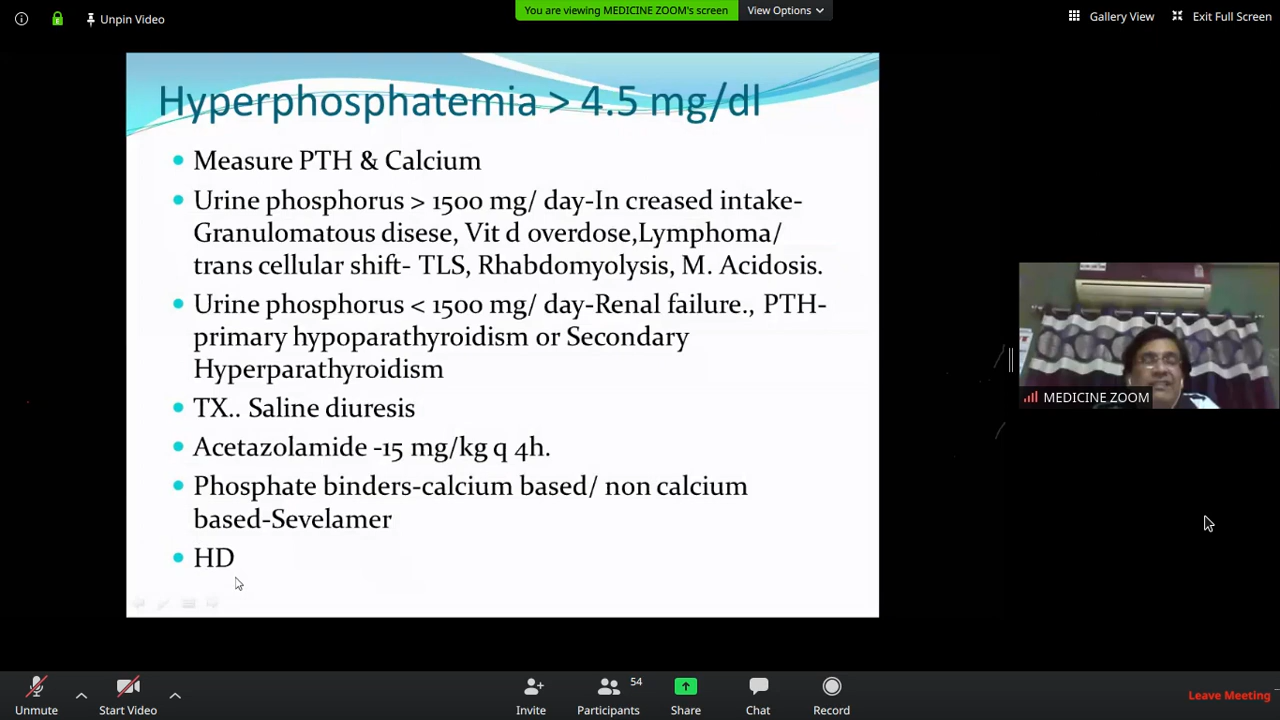 Unpin Video
You are viewing MEDICINE ZOOM's screen
View Options
Gallery View
Exit Full Screen
Hyperphosphatemia > 4.5 mg/dl
Measure PTH & Calcium
Urine phosphorus > 1500 mg/ day-In creased intake-
Granulomatous disese, Vit d overdose,Lymphoma/
trans cellular shift- TLS, Rhabdomyolysis, M. Acidosis.
Urine phosphorus < 1500 mg/ day-Renal failure., PTH-
primary hypoparathyroidism or Secondary
Hyperparathyroidism
TX.. Saline diuresis
Acetazolamide -15 mg/kg q 4h.
Phosphate binders-calcium based/ non calcium
based-Sevelamer
HD
MEDICINE ZOOM
Unmute
Start Video
Invite
Participants
54
Share
Chat
Record
Leave Meeting